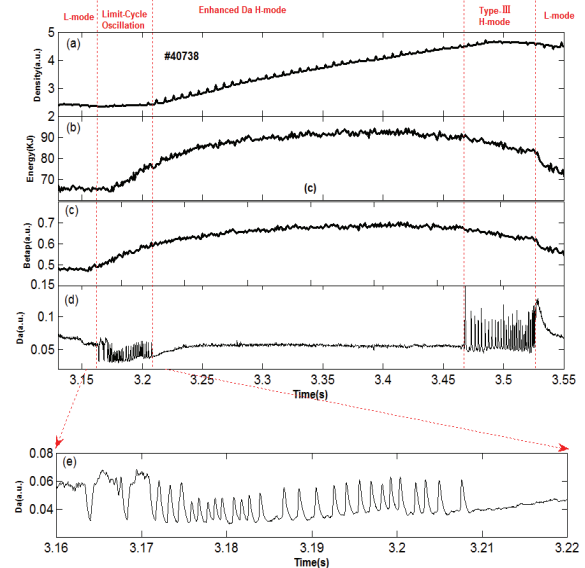 L-mode Limit-Cycle Oscillation Enhanced Da H-mode Type-III H-mode L-mode
(a)
#40738
Density(a.u.)
5
4
3
2
(b)
(c)
Energy(KJ)
90
80
70
(c)
Betap(a.u.)
0.7
0.6
0.5
0.15
(d)
Da(a.u.)
0.1
0.05
3.15 3.2 3.25 3.3 3.35 3.4 3.45 3.5 3.55
Time(s)
(e)
Da(a.u.)
0.08
0.06
0.04
3.16 3.17 3.18 3.19 3.2 3.21 3.22
Time(s)